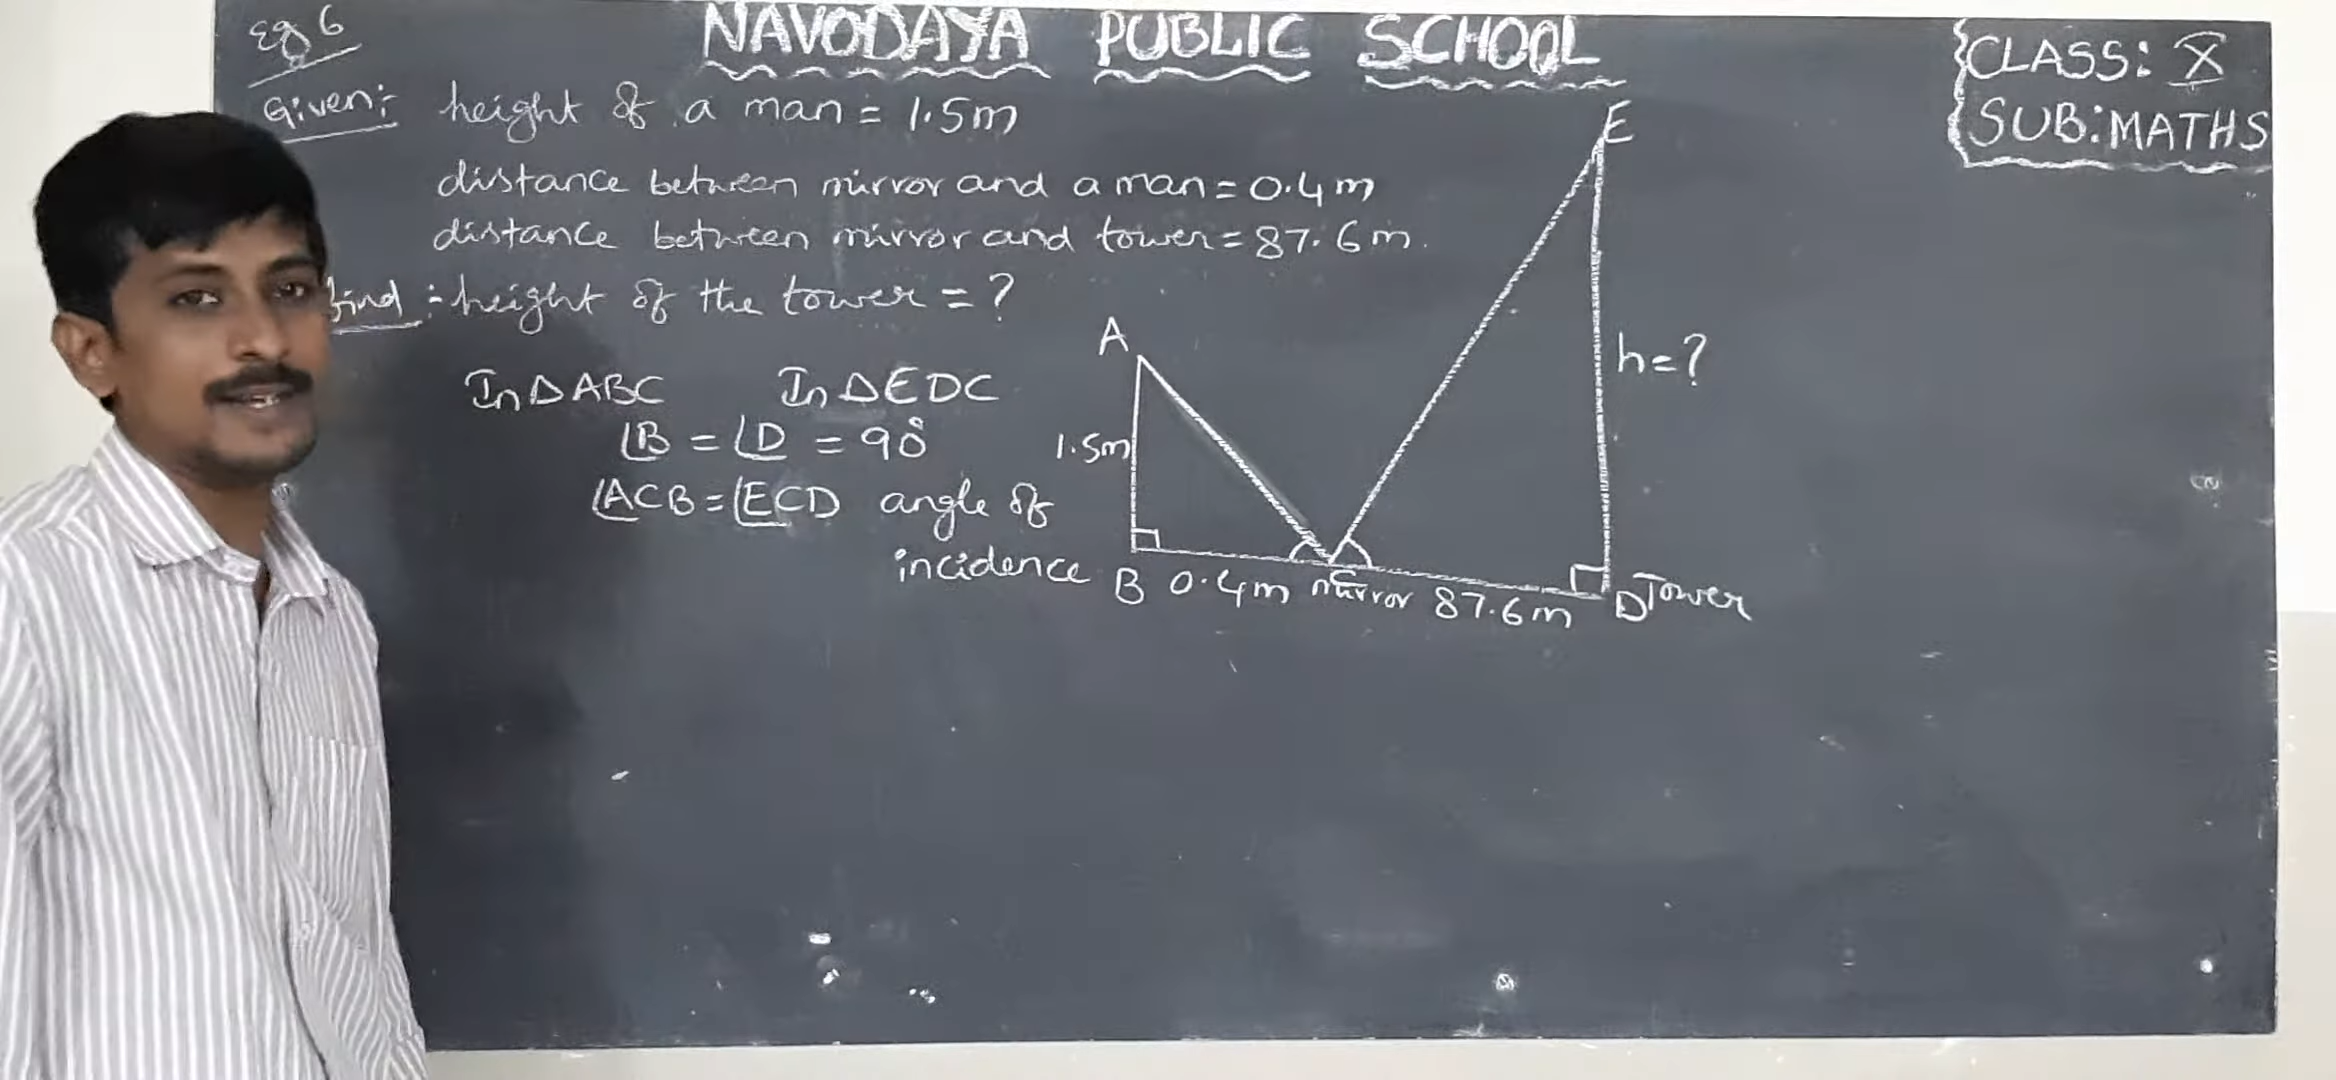 Eg 6
NAVODAYA PUBLIC SCHOOL
CLASS: X
SUB: MATHS
Given:- height of a man = 1.5m
distance between mirror and a man = 0.4m
distance between mirror and tower = 87.6m.
find :- height of the tower = ?
In ΔABC In ΔEDC
∠B = ∠D = 90°
∠ACB = ∠ECD angle of
incidence
E
A
h=?
1.5m
B 0.4m mirror C 87.6m D Tower